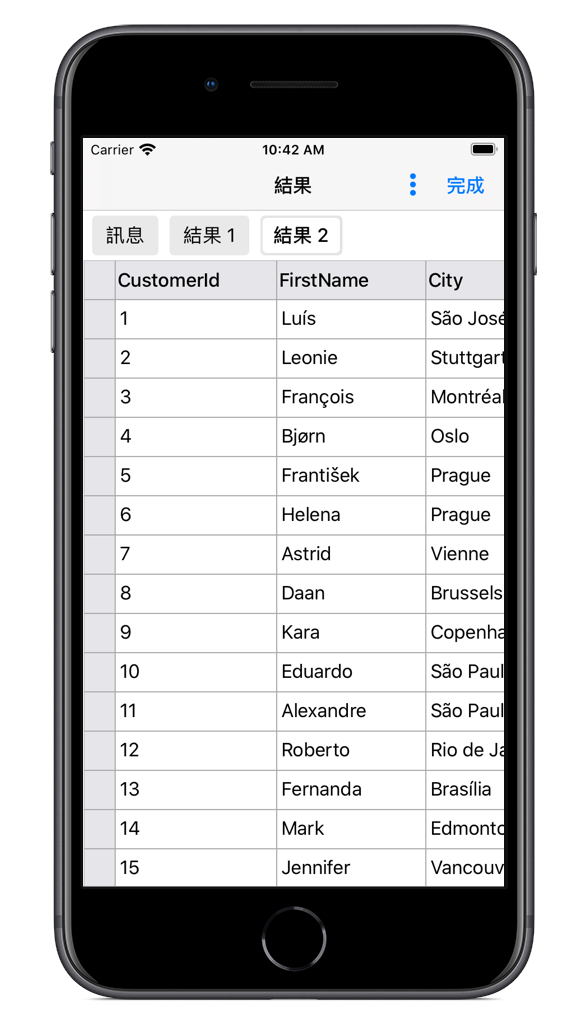 Carrier 10:42 AM
結果 完成
訊息 結果 1 結果 2
CustomerId FirstName City
1 Luís São José
2 Leonie Stuttgart
3 François Montréal
4 Bjørn Oslo
5 František Prague
6 Helena Prague
7 Astrid Vienne
8 Daan Brussels
9 Kara Copenha
10 Eduardo São Paul
11 Alexandre São Paul
12 Roberto Rio de Ja
13 Fernanda Brasília
14 Mark Edmonto
15 Jennifer Vancouv